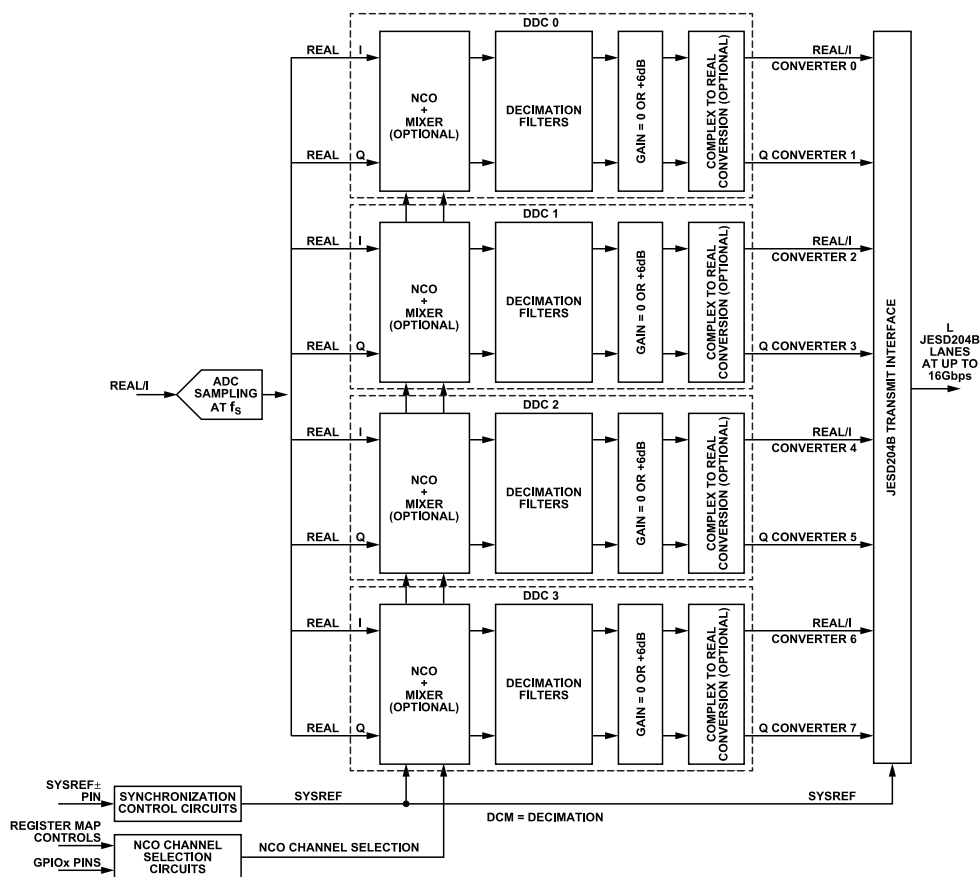 DDC 0
REAL I
NCO
+
MIXER
(OPTIONAL)
DECIMATION
FILTERS
GAIN = 0 OR +6dB
COMPLEX TO REAL
CONVERSION (OPTIONAL)
REAL/I
CONVERTER 0
REAL Q
Q CONVERTER 1
DDC 1
REAL I
NCO
+
MIXER
(OPTIONAL)
DECIMATION
FILTERS
GAIN = 0 OR +6dB
COMPLEX TO REAL
CONVERSION (OPTIONAL)
REAL/I
CONVERTER 2
REAL Q
Q CONVERTER 3
REAL/I
ADC
SAMPLING
AT fS
JESD204B TRANSMIT INTERFACE
L
JESD204B
LANES
AT UP TO
16Gbps
DDC 2
REAL I
NCO
+
MIXER
(OPTIONAL)
DECIMATION
FILTERS
GAIN = 0 OR +6dB
COMPLEX TO REAL
CONVERSION (OPTIONAL)
REAL/I
CONVERTER 4
REAL Q
Q CONVERTER 5
DDC 3
REAL I
NCO
+
MIXER
(OPTIONAL)
DECIMATION
FILTERS
GAIN = 0 OR +6dB
COMPLEX TO REAL
CONVERSION (OPTIONAL)
REAL/I
CONVERTER 6
REAL Q
Q CONVERTER 7
SYSREF±
PIN
SYNCHRONIZATION
CONTROL CIRCUITS
SYSREF
SYSREF
DCM = DECIMATION
REGISTER MAP
CONTROLS
GPIOx PINS
NCO CHANNEL
SELECTION
CIRCUITS
NCO CHANNEL SELECTION